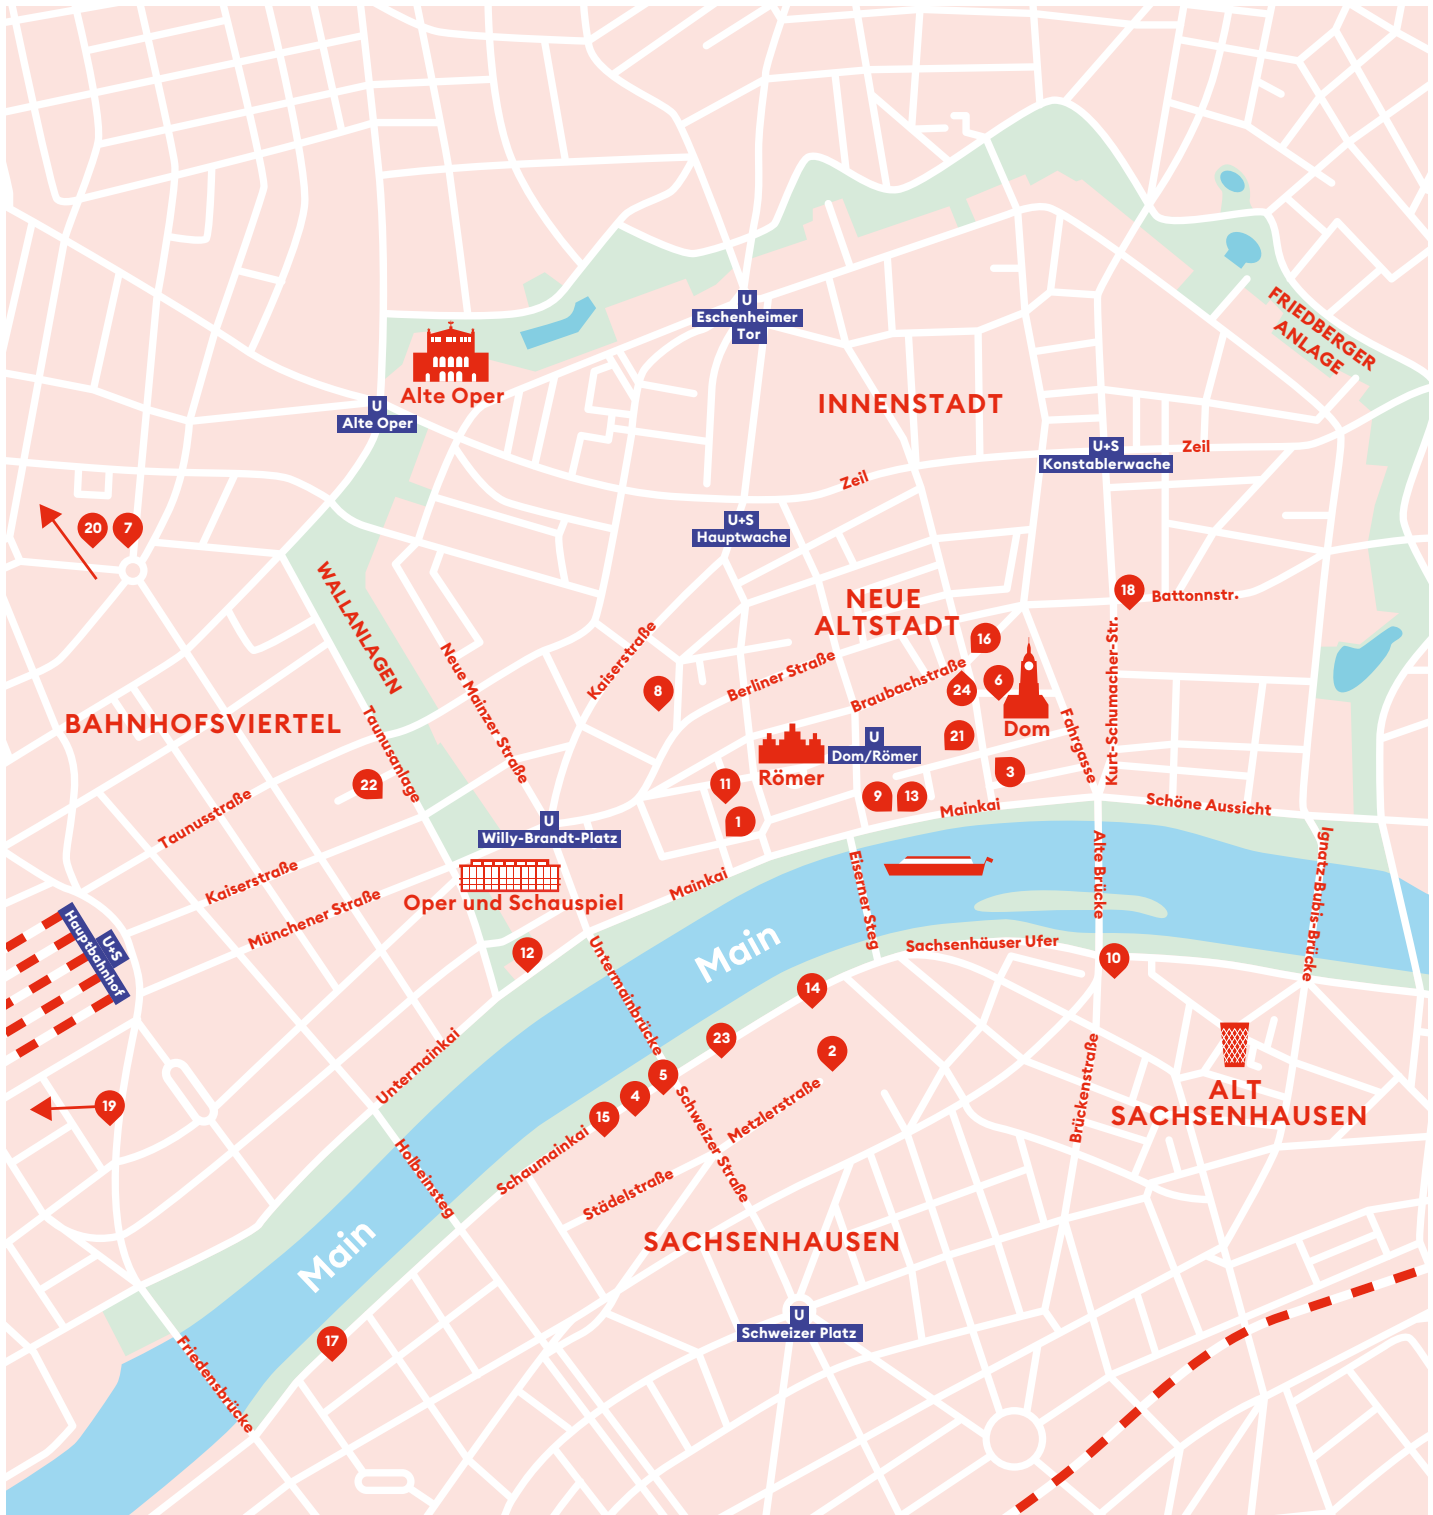 FRIEDBERGER
ANLAGE
U
Eschenheimer
Tor
Alte Oper
U
Alte Oper
INNENSTADT
U+S
Konstablerwache
Zeil
Zeil
U+S
Hauptwache
20
7
WALLANLAGEN
NEUE
ALTSTADT
18
Battonnstr.
16
Kurt-Schumacher-Str.
Neue Mainzer Straße
Kaiserstraße
8
Berliner Straße
Braubachstraße
24
6
Dom
BAHNHOFSVIERTEL
Taunusanlage
Fahrgasse
21
U
Dom/Römer
Römer
3
22
11
9
13
Mainkai
Schöne Aussicht
Taunusstraße
1
U
Willy-Brandt-Platz
Oper und Schauspiel
Kaiserstraße
Münchener Straße
Mainkai
Eiserner Steg
Alte Brücke
Ignatz-Bubis-Brücke
U+S
Hauptbahnhof
12
Main
Sachsenhäuser Ufer
10
Untermainbrücke
14
23
2
Untermainkai
5
4
15
19
Metzlerstraße
Schweizer Straße
Brückenstraße
ALT
SACHSENHAUSEN
Holbeinsteg
Schaumainkai
Städelstraße
SACHSENHAUSEN
Main
U
Schweizer Platz
17
Friedensbrücke